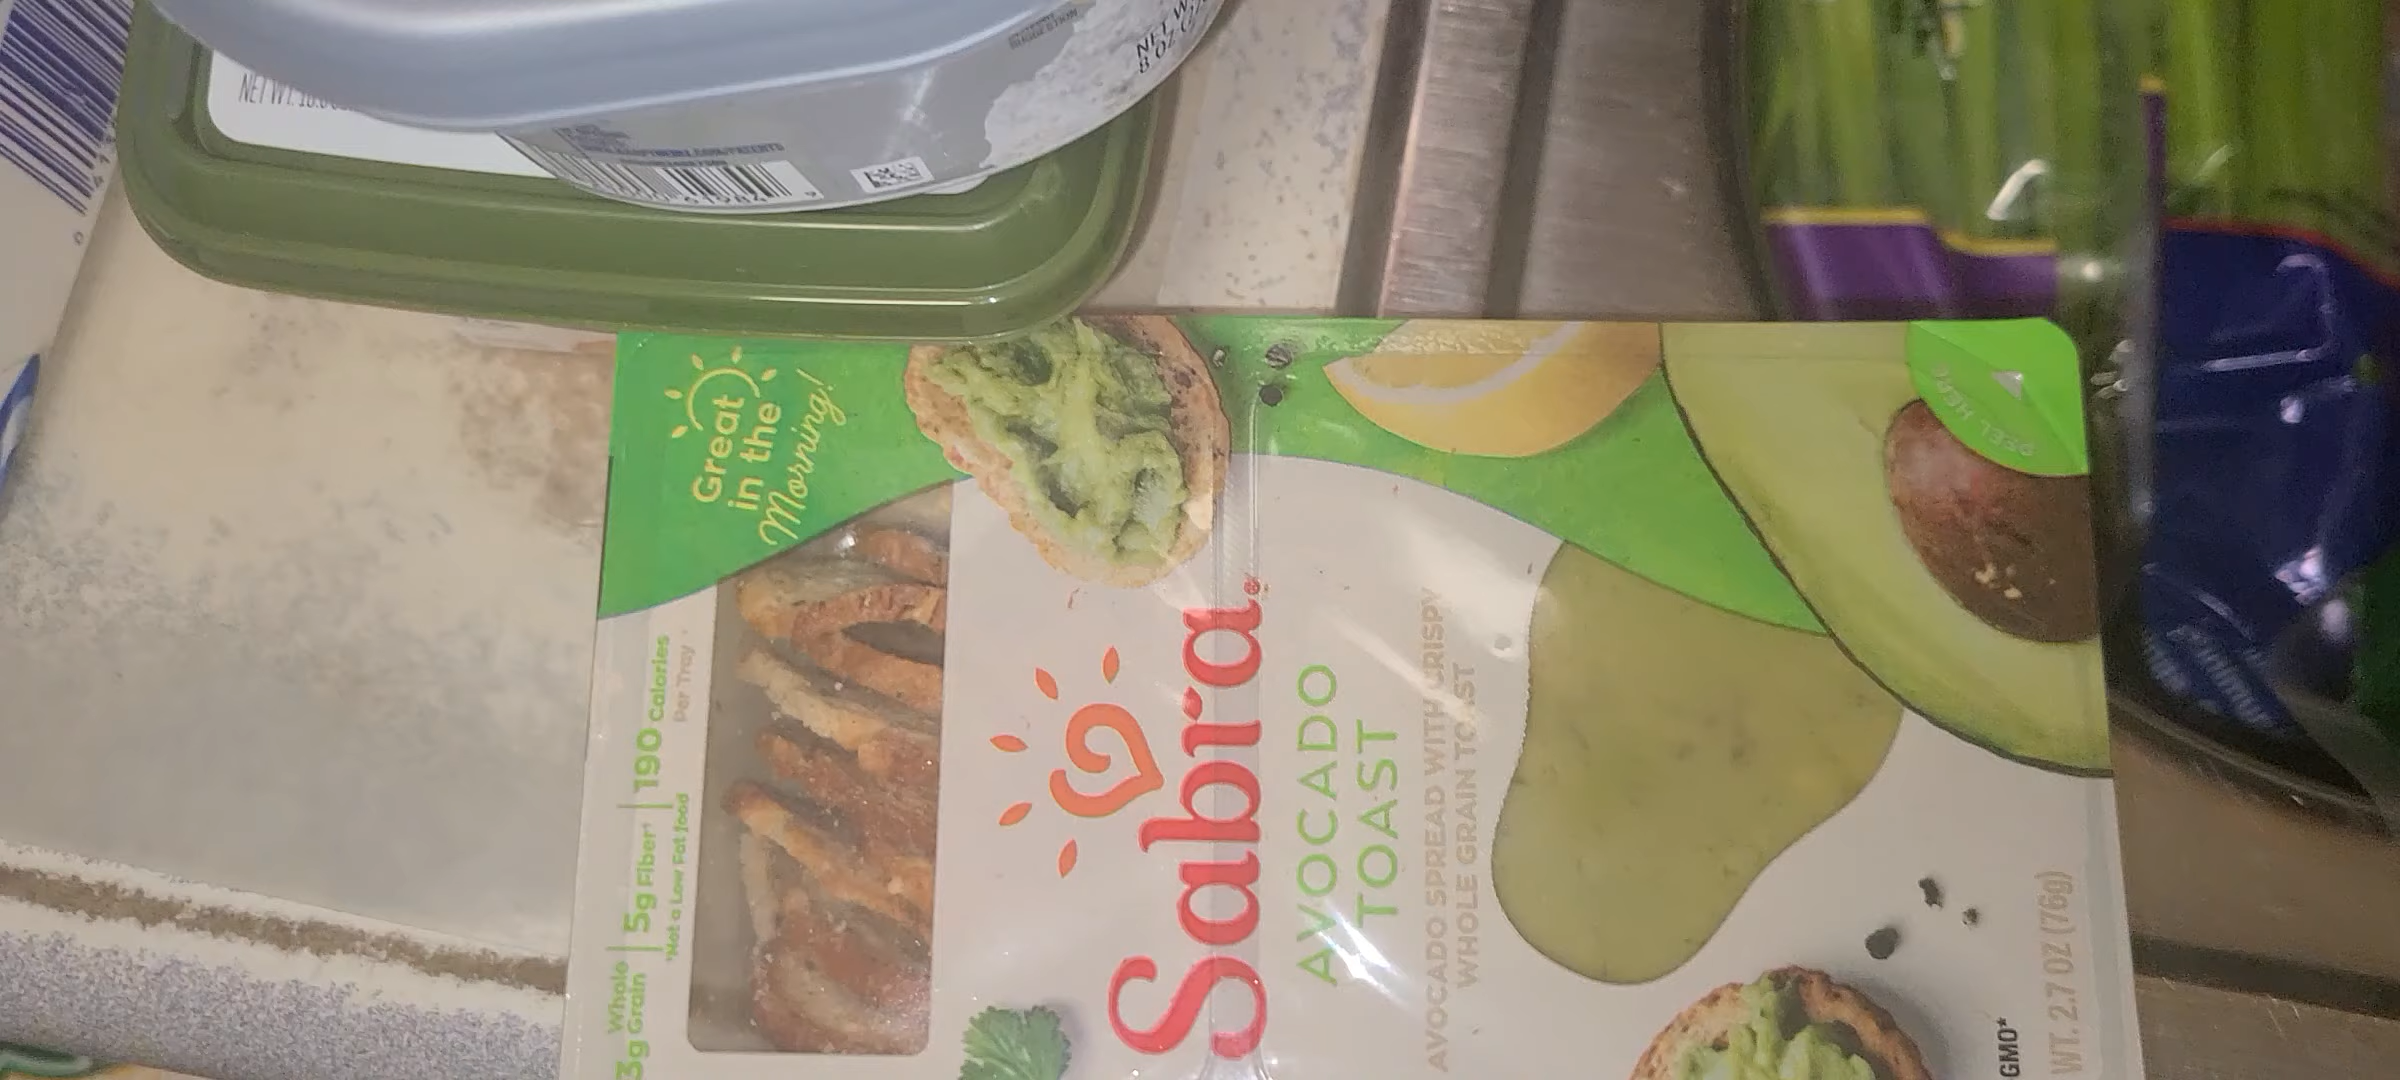 Great
in the
Morning!
Sabra
AVOCADO
TOAST
AVOCADO SPREAD WITH CRISPY
WHOLE GRAIN TOAST
3g Whole Grain | 5g Fiber* | 190 Calories
Per Tray
*Not a Low Fat food
PEEL HERE
GMO*
WT. 2.7 OZ (76g)
NET WT.
8 OZ